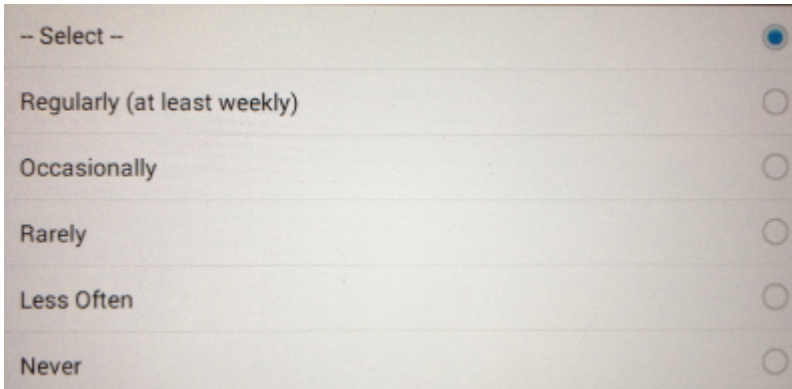 -- Select --
Regularly (at least weekly)
Occasionally
Rarely
Less Often
Never